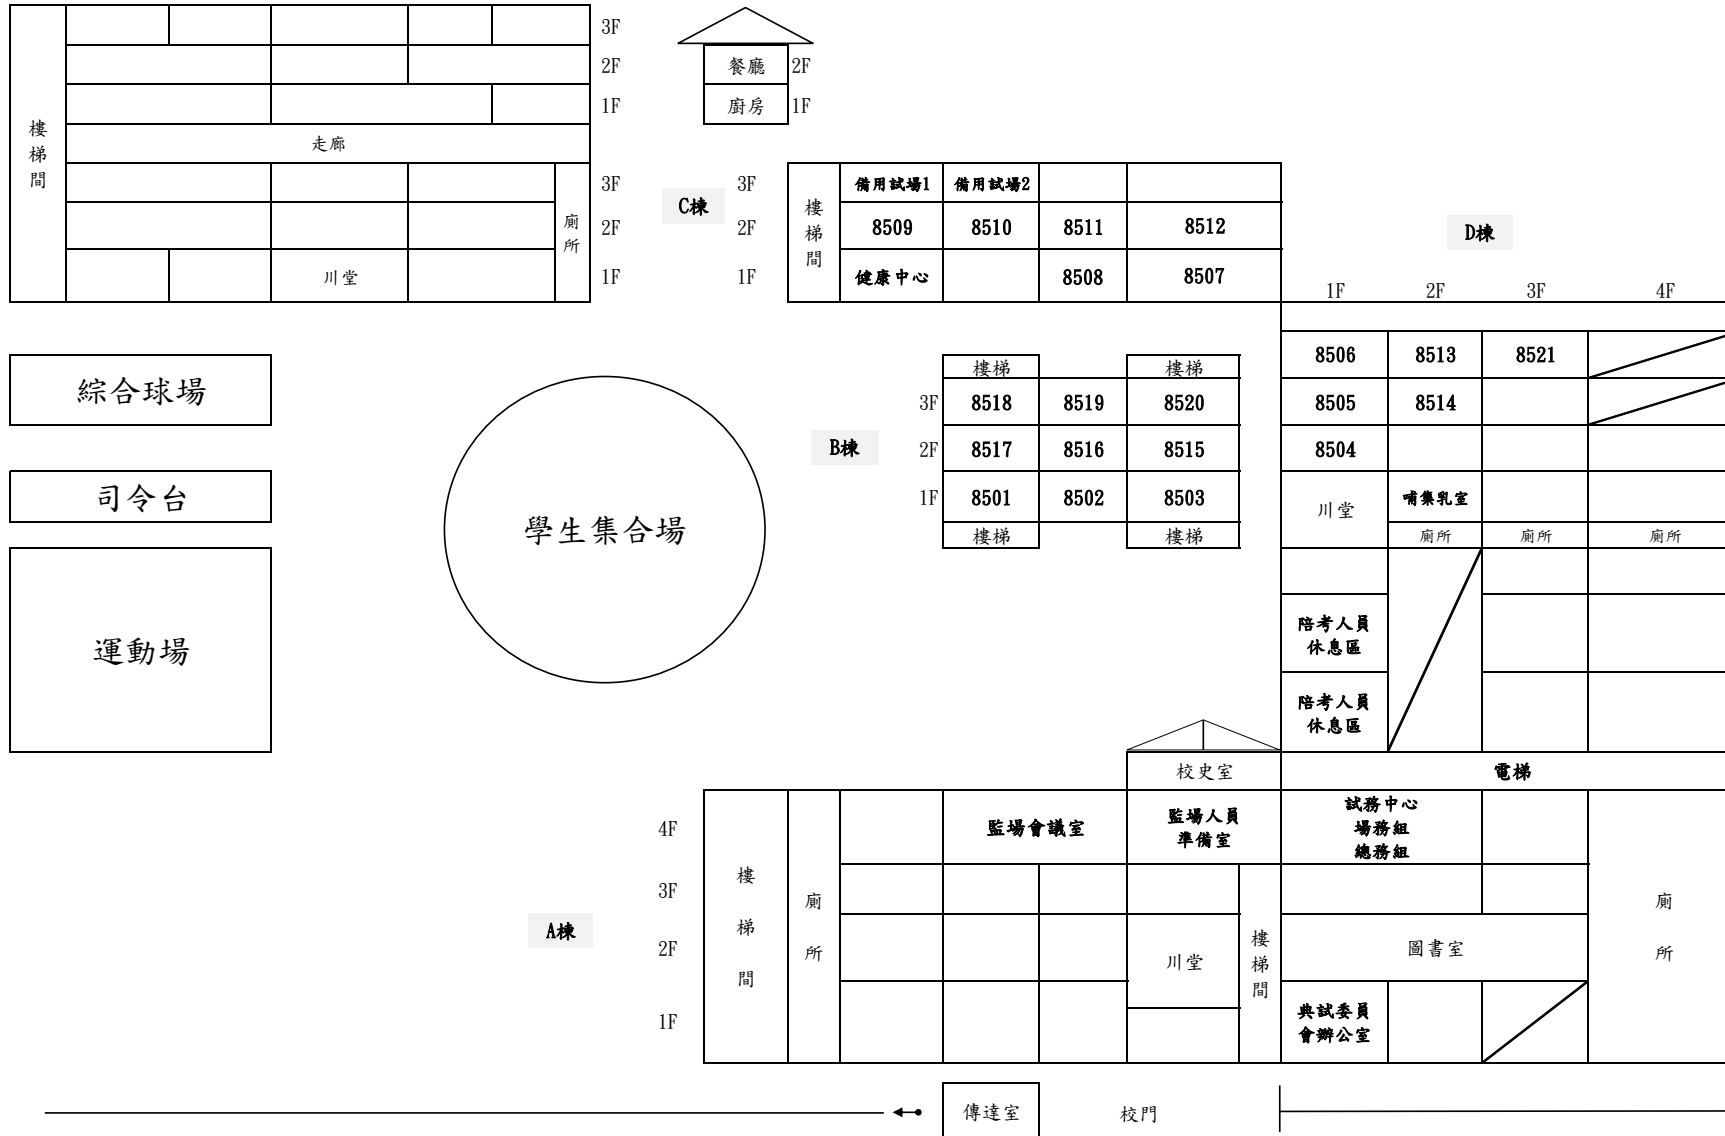 3F
2F
1F
樓梯間
走廊
3F
2F
1F
廁所
川堂
餐廳 2F
廚房 1F
C棟
3F
2F
1F
樓梯間
備用試場1 備用試場2
8509 8510 8511 8512
健康中心 8508 8507
D棟
1F 2F 3F 4F
8506 8513 8521
8505 8514
8504
川堂 哺集乳室
廁所 廁所 廁所
陪考人員
休息區
陪考人員
休息區
電梯
綜合球場
司令台
運動場
學生集合場
B棟
樓梯 樓梯
3F 8518 8519 8520
2F 8517 8516 8515
1F 8501 8502 8503
樓梯 樓梯
校史室
A棟
4F
3F
2F
1F
樓梯間
廁所
監場會議室
監場人員
準備室
試務中心
場務組
總務組
川堂
樓梯間
圖書室
典試委員
會辦公室
廁所
傳達室
校門